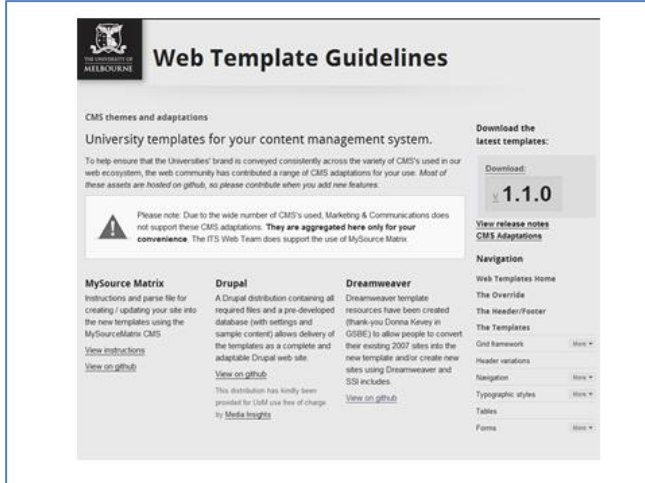 THE UNIVERSITY OF
MELBOURNE
Web Template Guidelines
CMS themes and adaptations
University templates for your content management system.
To help ensure that the Universities' brand is conveyed consistently across the variety of CMS's used in our
web ecosystem, the web community has contributed a range of CMS adaptations for your use. Most of
these assets are hosted on github, so please contribute when you add new features.
Please note: Due to the wide number of CMS's used, Marketing & Communications does
not support these CMS adaptations. They are aggregated here only for your
convenience. The ITS Web Team does support the use of MySource Matrix.
MySource Matrix
Instructions and parse file for
creating / updating your site into
the new templates using the
MySourceMatrix CMS
View instructions
View on github
Drupal
A Drupal distribution containing all
required files and a pre-developed
database (with settings and
sample content) allows delivery of
the templates as a complete and
adaptable Drupal web site.
View on github
This distribution has kindly been
provided for UoM use free of charge
by Media Insights
Dreamweaver
Dreamweaver template
resources have been created
(thank-you Donna Kevey in
GSBE) to allow people to convert
their existing 2007 sites into the
new template and/or create new
sites using Dreamweaver and
SSI includes.
View on github
Download the
latest templates:
Download:
v 1.1.0
View release notes
CMS Adaptations
Navigation
Web Templates Home
The Override
The Header/Footer
The Templates
Grid framework More
Header variations
Navigation More
Typographic styles More
Tables
Forms More